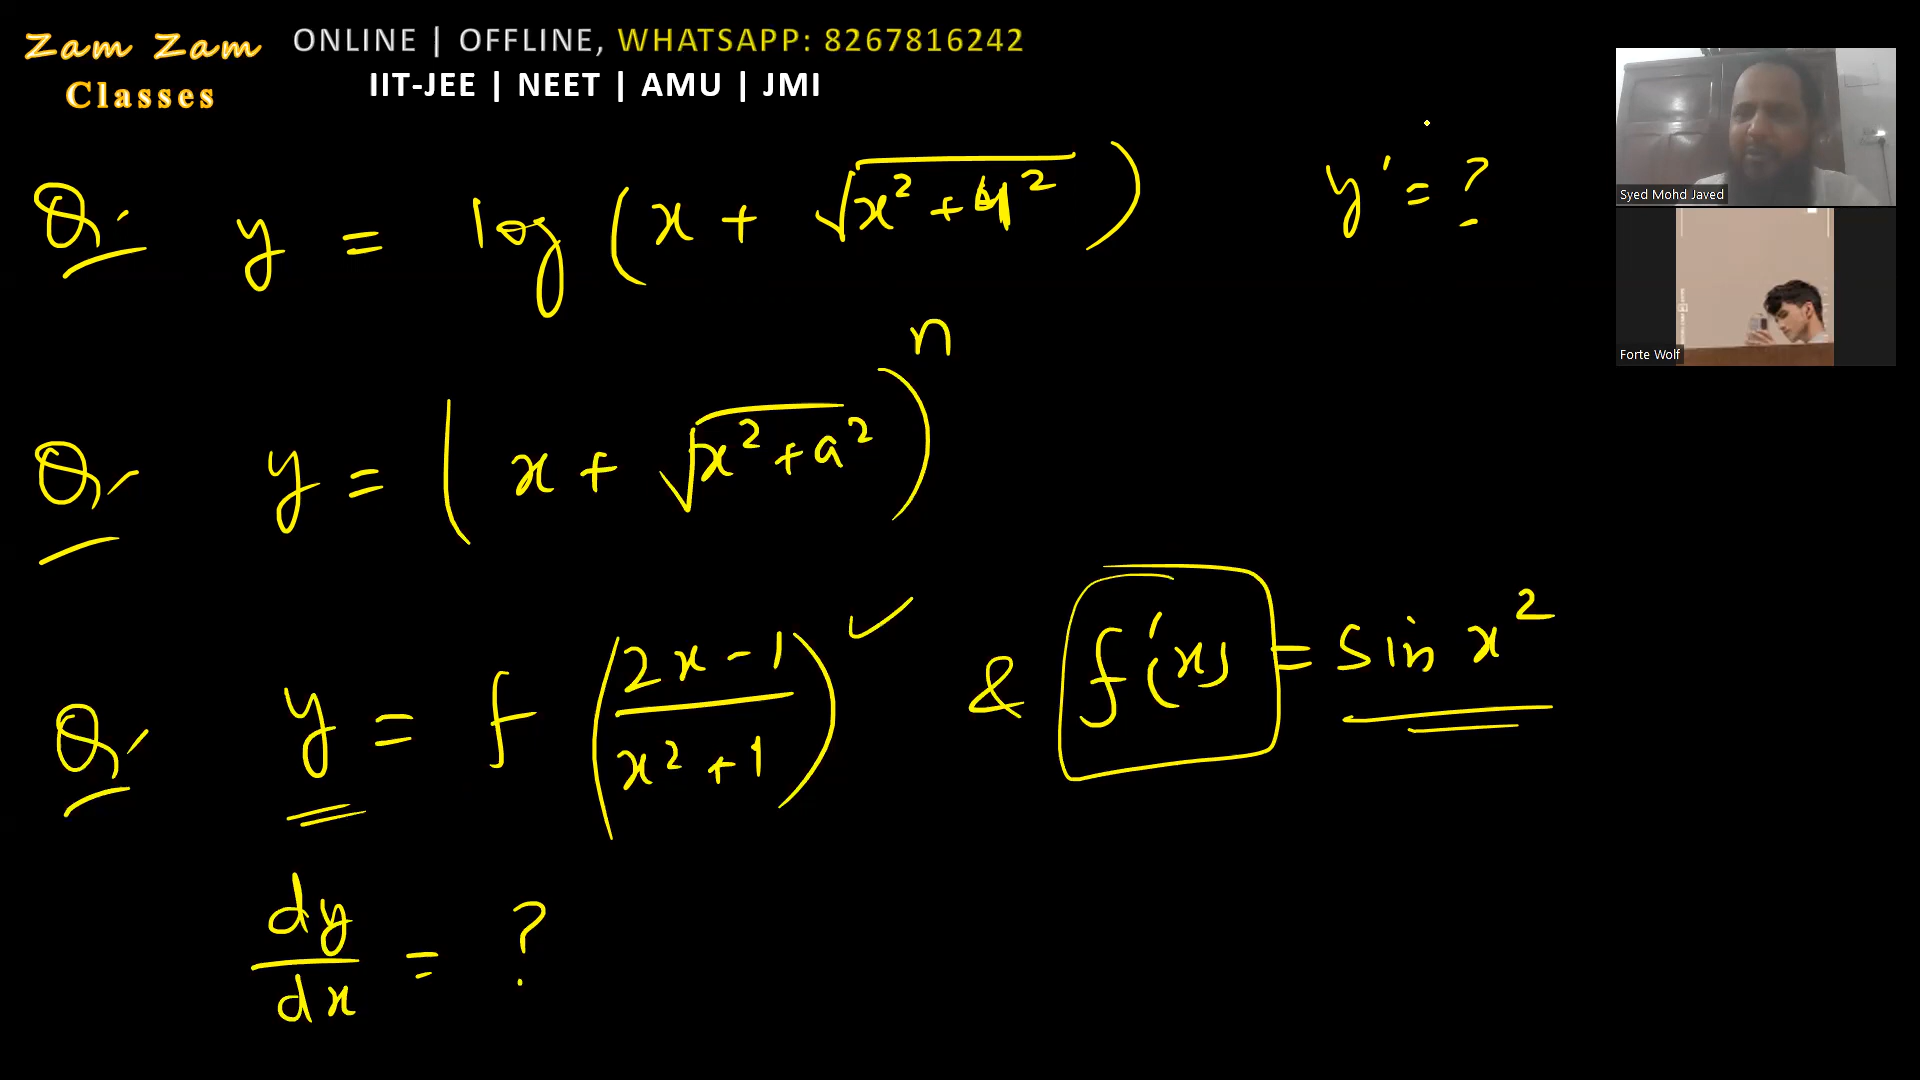 Zam Zam Classes
ONLINE | OFFLINE, WHATSAPP: 8267816242
IIT-JEE | NEET | AMU | JMI
Syed Mohd Javed
Forte Wolf
Q. y = log (x + √(x² + a²)) y' = ?
Q. y = (x + √(x² + a²))ⁿ
Q. y = f((2x - 1)/(x² + 1)) ✓ & f'(x) = sin x²
dy/dx = ?